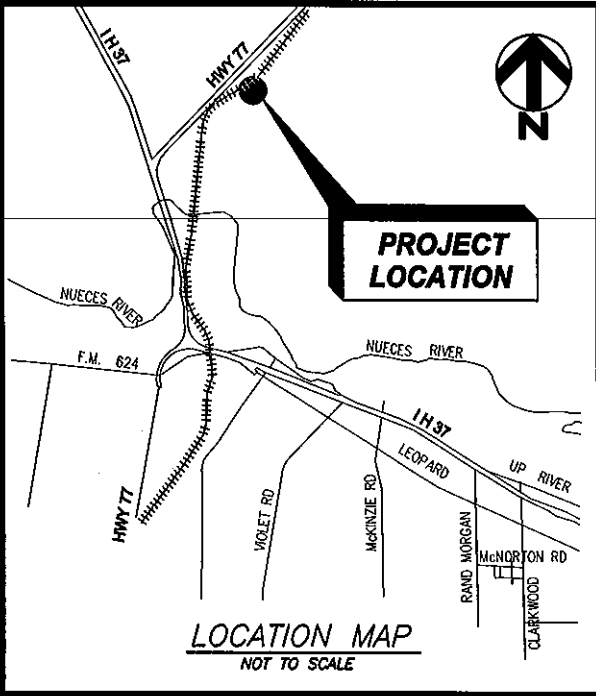 I H 37
HWY 77
N
PROJECT
LOCATION
NUECES RIVER
NUECES RIVER
F.M. 624
I H 37
LEOPARD
UP RIVER
HWY 77
VIOLET RD
McKINZIE RD
RAND MORGAN
McNORTON RD
CLARKWOOD
LOCATION MAP
NOT TO SCALE